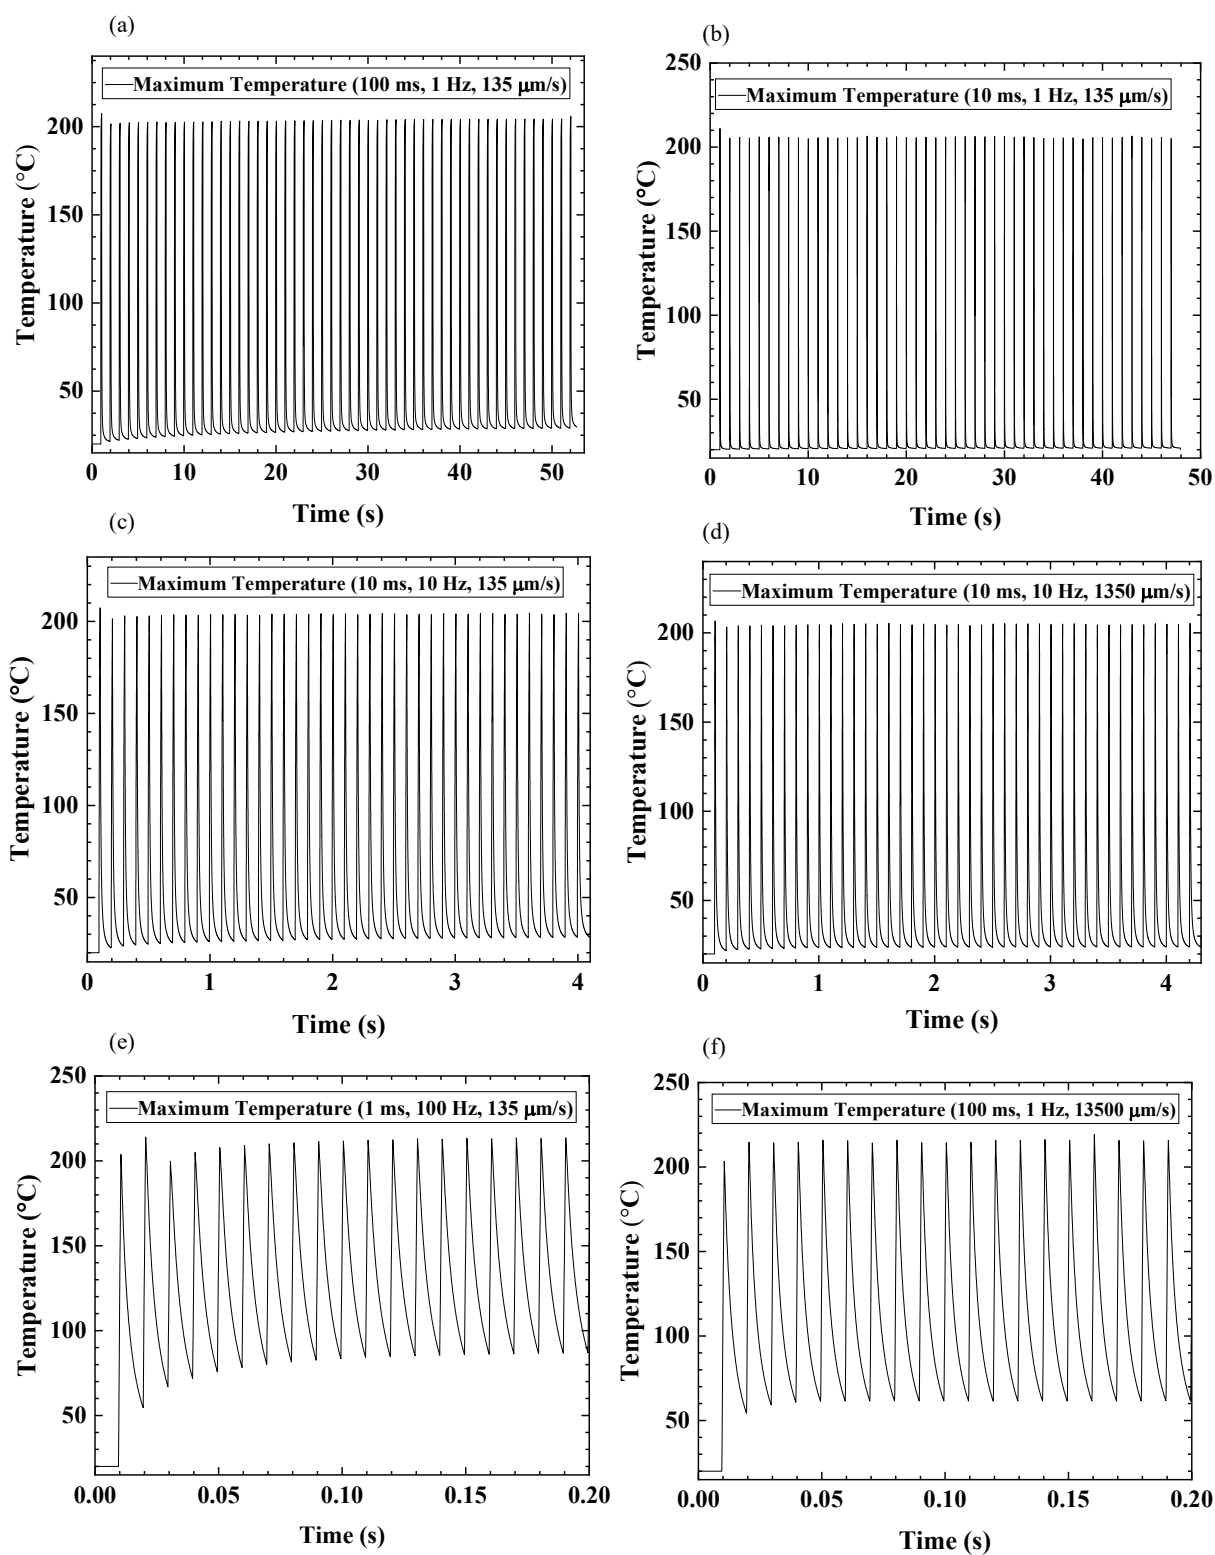 (a)
Maximum Temperature (100 ms, 1 Hz, 135 μm/s)
200
150
100
50
Temperature (°C)
0 10 20 30 40 50
Time (s)
(b)
Maximum Temperature (10 ms, 1 Hz, 135 μm/s)
250
200
150
100
50
Temperature (°C)
0 10 20 30 40 50
Time (s)
(c)
Maximum Temperature (10 ms, 10 Hz, 135 μm/s)
200
150
100
50
Temperature (°C)
0 1 2 3 4
Time (s)
(d)
Maximum Temperature (10 ms, 10 Hz, 1350 μm/s)
200
150
100
50
Temperature (°C)
0 1 2 3 4
Time (s)
(e)
Maximum Temperature (1 ms, 100 Hz, 135 μm/s)
250
200
150
100
50
Temperature (°C)
0.00 0.05 0.10 0.15 0.20
Time (s)
(f)
Maximum Temperature (100 ms, 1 Hz, 13500 μm/s)
250
200
150
100
50
Temperature (°C)
0.00 0.05 0.10 0.15 0.20
Time (s)